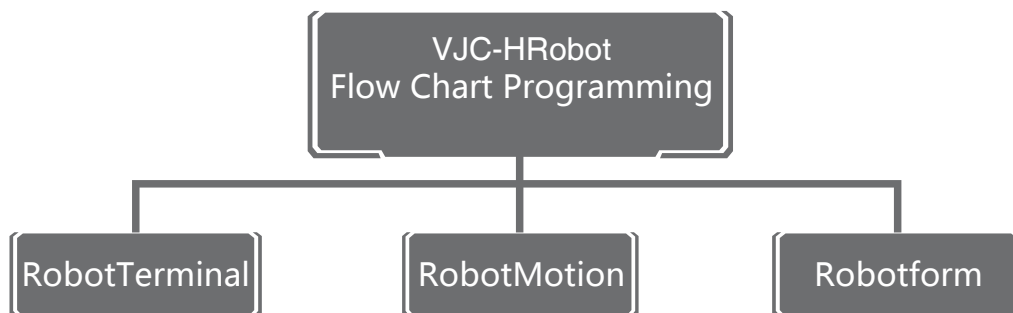 VJC-HRobot
Flow Chart Programming
RobotTerminal
RobotMotion
Robotform